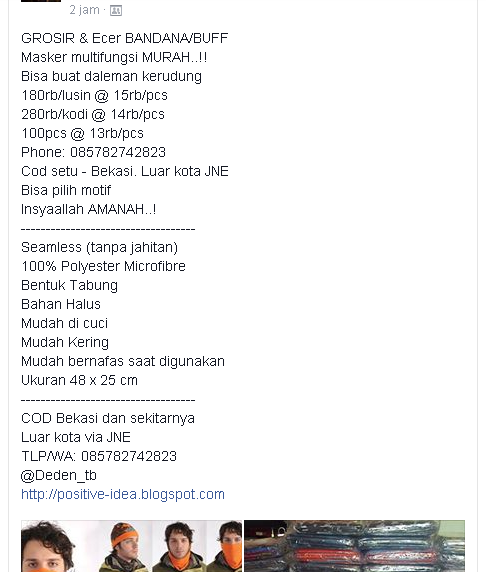 2 jam ·
GROSIR & Ecer BANDANA/BUFF
Masker multifungsi MURAH..!!
Bisa buat daleman kerudung
180rb/lusin @ 15rb/pcs
280rb/kodi @ 14rb/pcs
100pcs @ 13rb/pcs
Phone: 085782742823
Cod setu - Bekasi. Luar kota JNE
Bisa pilih motif
Insyaallah AMANAH..!
------------------------------------
Seamless (tanpa jahitan)
100% Polyester Microfibre
Bentuk Tabung
Bahan Halus
Mudah di cuci
Mudah Kering
Mudah bernafas saat digunakan
Ukuran 48 x 25 cm
------------------------------------
COD Bekasi dan sekitarnya
Luar kota via JNE
TLP/WA: 085782742823
@Deden_tb
http://positive-idea.blogspot.com